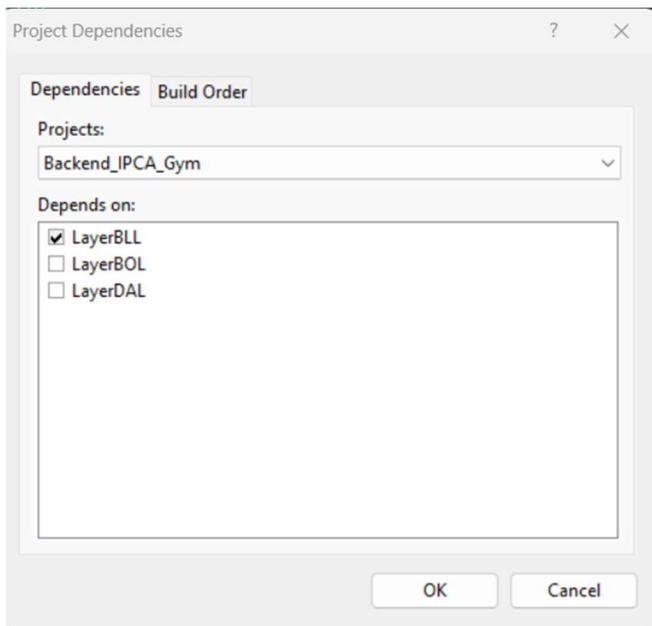 Project Dependencies
Dependencies Build Order
Projects:
Backend_IPCA_Gym
Depends on:
LayerBLL
LayerBOL
LayerDAL
OK Cancel